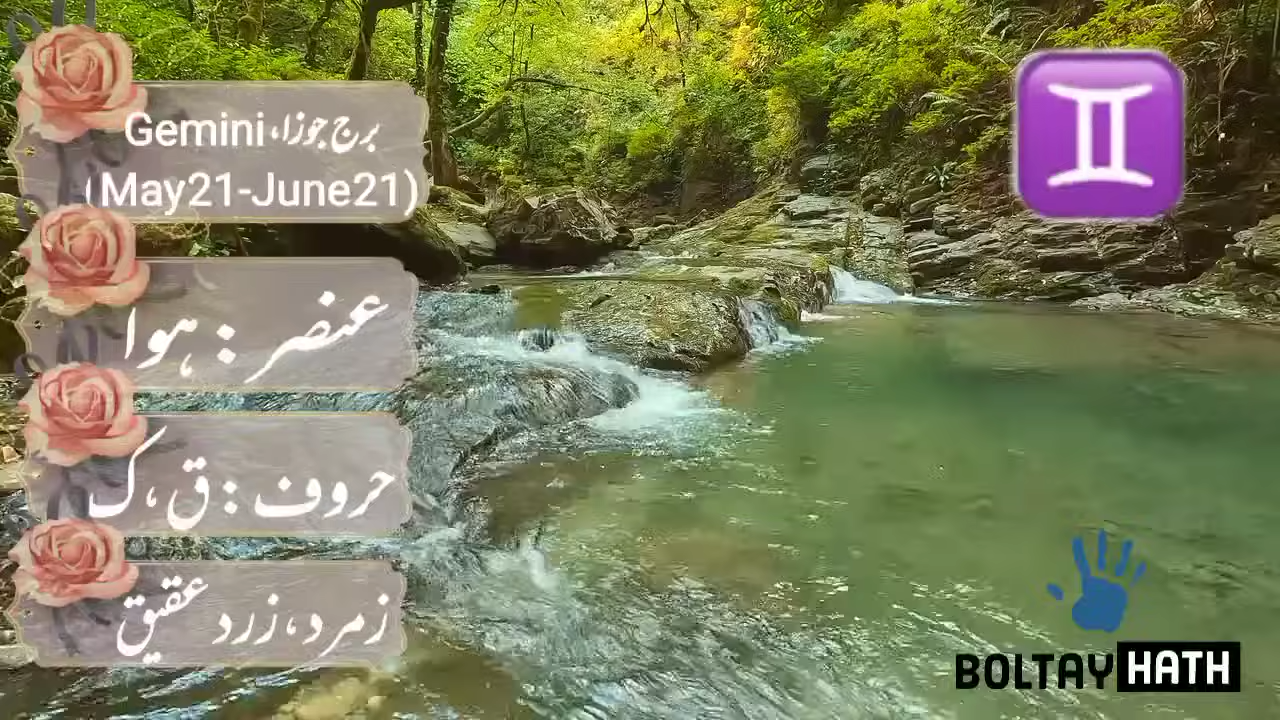 برج جوزا،Gemini
(May21-June21)
عنصر : ہوا
حروف : ق،ک
زمرد،زرد عقیق
BOLTAY HATH